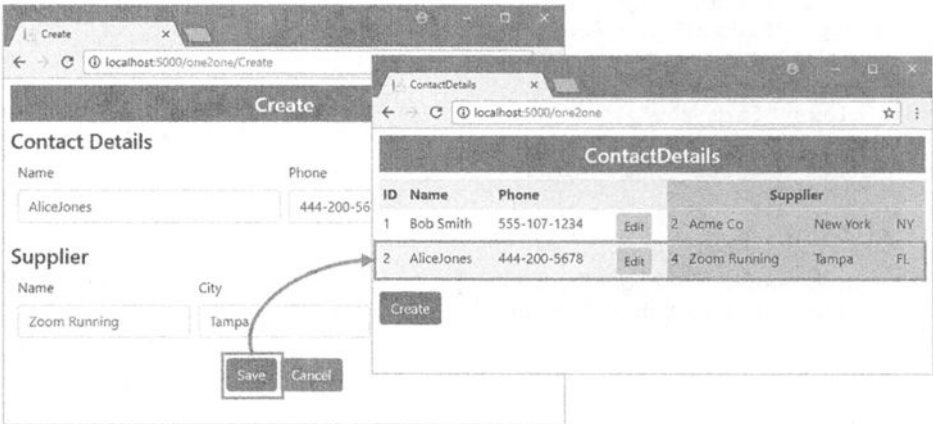 Create
localhost:5000/one2one/Create
Create
Contact Details
Name
Phone
AliceJones
444-200-56
Supplier
Name
City
Zoom Running
Tampa
Save
Cancel
ContactDetails
localhost:5000/one2one
ContactDetails
ID Name Phone Supplier
1 Bob Smith 555-107-1234 Edit 2 Acme Co New York NY
2 AliceJones 444-200-5678 Edit 4 Zoom Running Tampa FL
Create